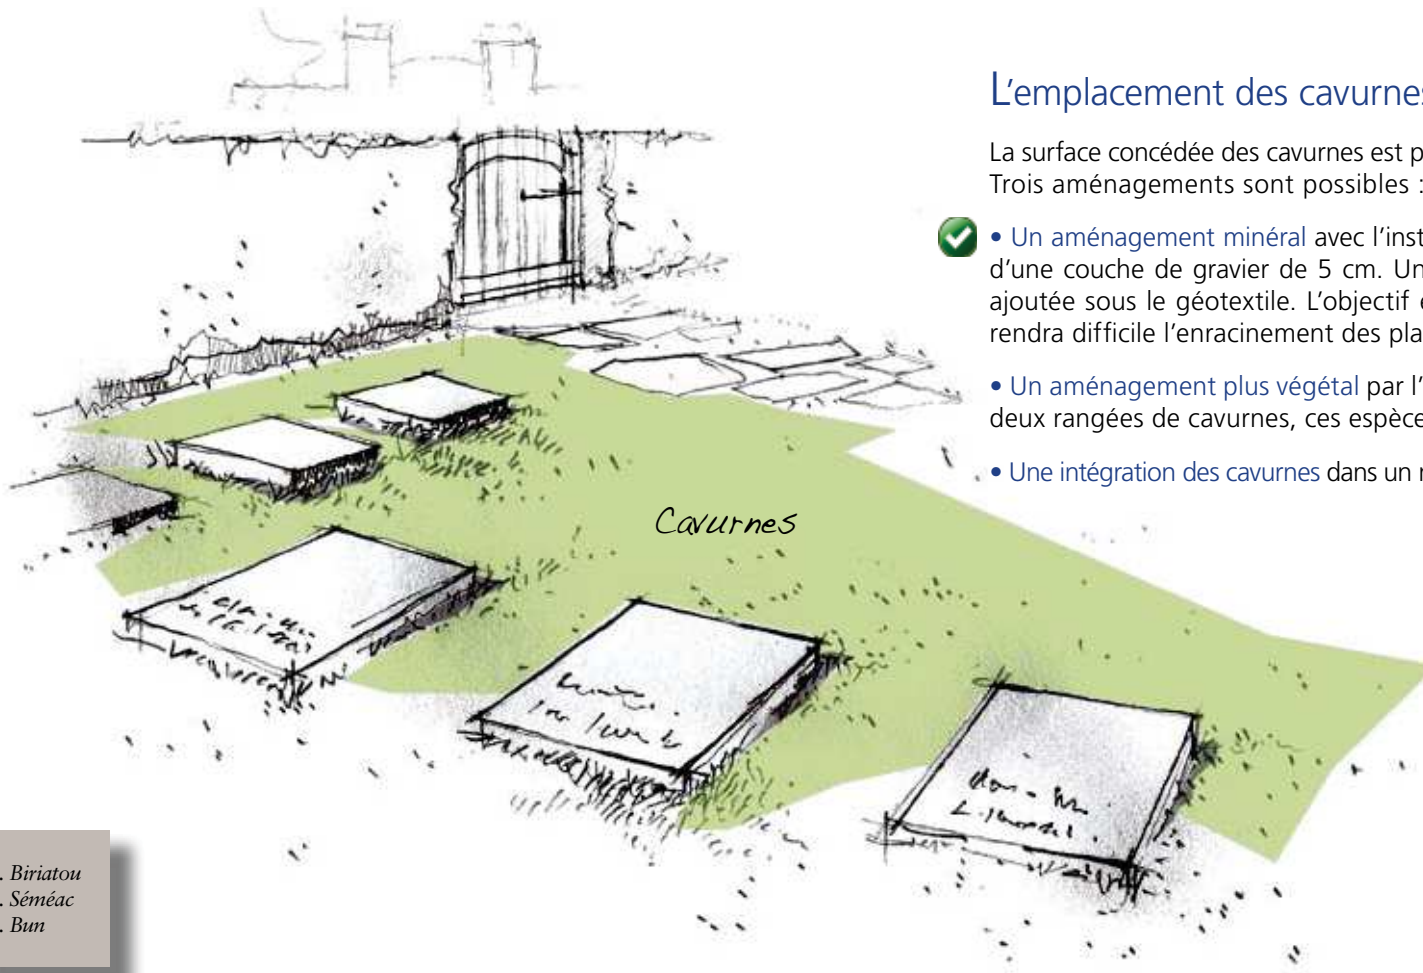 L'emplacement des cavurnes
La surface concédée des cavurnes est p
Trois aménagements sont possibles :
• Un aménagement minéral avec l'inst
d'une couche de gravier de 5 cm. Un
ajoutée sous le géotextile. L'objectif
rendra difficile l'enracinement des pla
• Un aménagement plus végétal par l'
deux rangées de cavurnes, ces espèce
• Une intégration des cavurnes dans un
Cavurnes
. Biriatou
. Séméac
. Bun